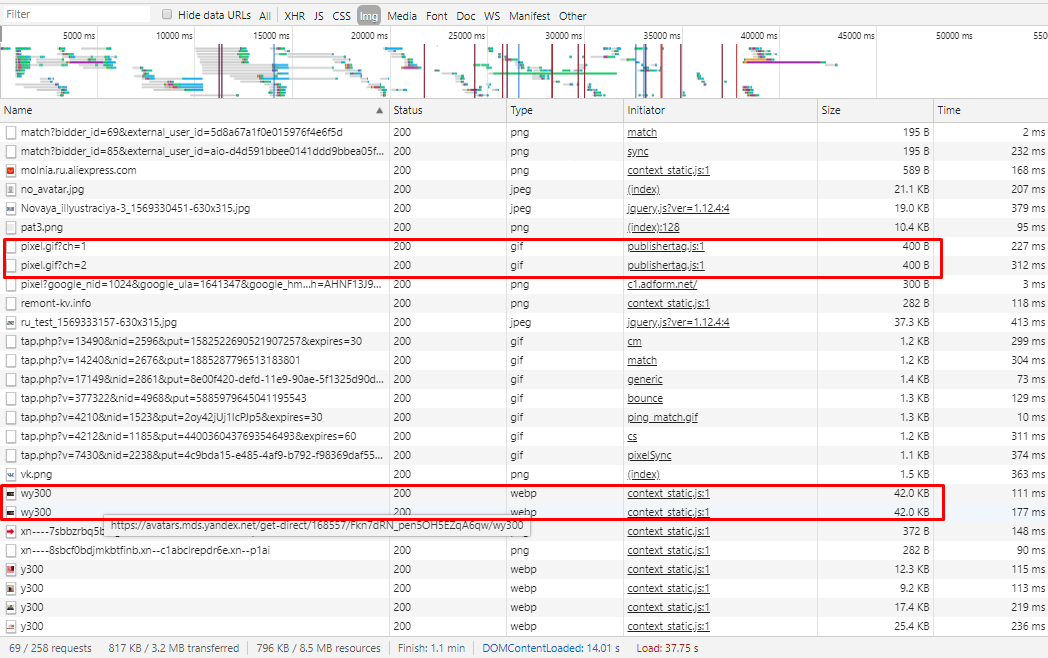 Filter Hide data URLs All XHR JS CSS Img Media Font Doc WS Manifest Other
5000 ms 10000 ms 15000 ms 20000 ms 25000 ms 30000 ms 35000 ms 40000 ms 45000 ms 50000 ms 550
Name Status Type Initiator Size Time
match?bidder_id=69&external_user_id=5d8a67a1f0e015976f4e6f5d 200 png match 195 B 2 ms
match?bidder_id=85&external_user_id=aio-d4d591bbee0141ddd9bbea05f... 200 png sync 195 B 232 ms
molnia.ru.aliexpress.com 200 png context_static.js:1 589 B 168 ms
no_avatar.jpg 200 jpeg (index) 21.1 KB 207 ms
Novaya_illyustraciya-3_1569330451-630x315.jpg 200 jpeg jquery.js?ver=1.12.4:4 19.0 KB 379 ms
pat3.png 200 png (index):128 10.4 KB 95 ms
pixel.gif?ch=1 200 gif publishertag.js:1 400 B 227 ms
pixel.gif?ch=2 200 gif publishertag.js:1 400 B 312 ms
pixel?google_nid=1024&google_ula=1641347&google_hm...h=AHNF13J9... 200 png c1.adform.net/ 300 B 3 ms
remont-kv.info 200 png context_static.js:1 282 B 118 ms
ru_test_1569333157-630x315.jpg 200 jpeg jquery.js?ver=1.12.4:4 37.3 KB 413 ms
tap.php?v=13490&nid=2596&put=1582522690521907257&expires=30 200 gif cm 1.2 KB 299 ms
tap.php?v=14240&nid=2676&put=1885287796513183801 200 gif match 1.2 KB 304 ms
tap.php?v=17149&nid=2861&put=8e00f420-defd-11e9-90ae-5f1325d90d... 200 gif generic 1.4 KB 73 ms
tap.php?v=377322&nid=4968&put=5885979645041195543 200 gif bounce 1.3 KB 129 ms
tap.php?v=4210&nid=1523&put=2oy42jUj1IcPJp5&expires=30 200 gif ping_match.gif 1.3 KB 10 ms
tap.php?v=4212&nid=1185&put=4400360437693546493&expires=60 200 gif cs 1.2 KB 311 ms
tap.php?v=7430&nid=2238&put=4c9bda15-e485-4af9-b792-f98369daf55... 200 gif pixelSync 1.1 KB 374 ms
vk.png 200 png (index) 1.5 KB 363 ms
wy300 200 webp context_static.js:1 42.0 KB 111 ms
wy300 200 webp context_static.js:1 42.0 KB 177 ms
https://avatars.mds.yandex.net/get-direct/168557/Fkn7dRN_pen5OH5EZqA6qw/wy300
xn----7sbbzrbq5b context_static.js:1 372 B 148 ms
xn----8sbcf0bdjmkbtfinb.xn--c1abclrepdr6e.xn--p1ai 200 png context_static.js:1 282 B 90 ms
y300 200 webp context_static.js:1 12.3 KB 115 ms
y300 200 webp context_static.js:1 9.2 KB 113 ms
y300 200 webp context_static.js:1 17.4 KB 219 ms
y300 200 webp context_static.js:1 25.4 KB 236 ms
69 / 258 requests 817 KB / 3.2 MB transferred 796 KB / 8.5 MB resources Finish: 1.1 min DOMContentLoaded: 14.01 s Load: 37.75 s